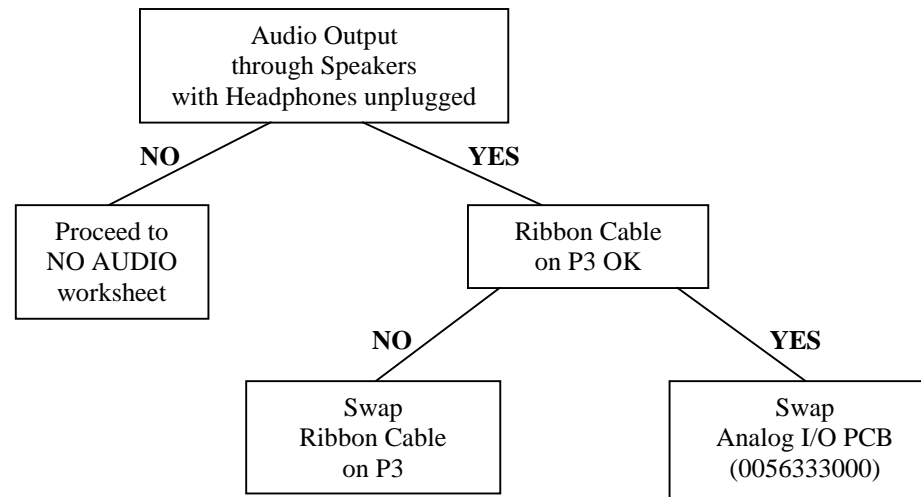 Audio Output
through Speakers
with Headphones unplugged
NO
YES
Proceed to
NO AUDIO
worksheet
Ribbon Cable
on P3 OK
NO
YES
Swap
Ribbon Cable
on P3
Swap
Analog I/O PCB
(0056333000)